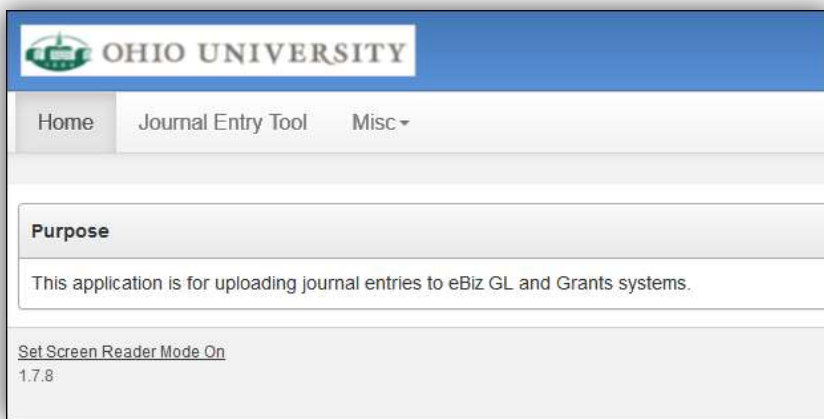 OHIO UNIVERSITY
Home Journal Entry Tool Misc
Purpose
This application is for uploading journal entries to eBiz GL and Grants systems.
Set Screen Reader Mode On
1.7.8